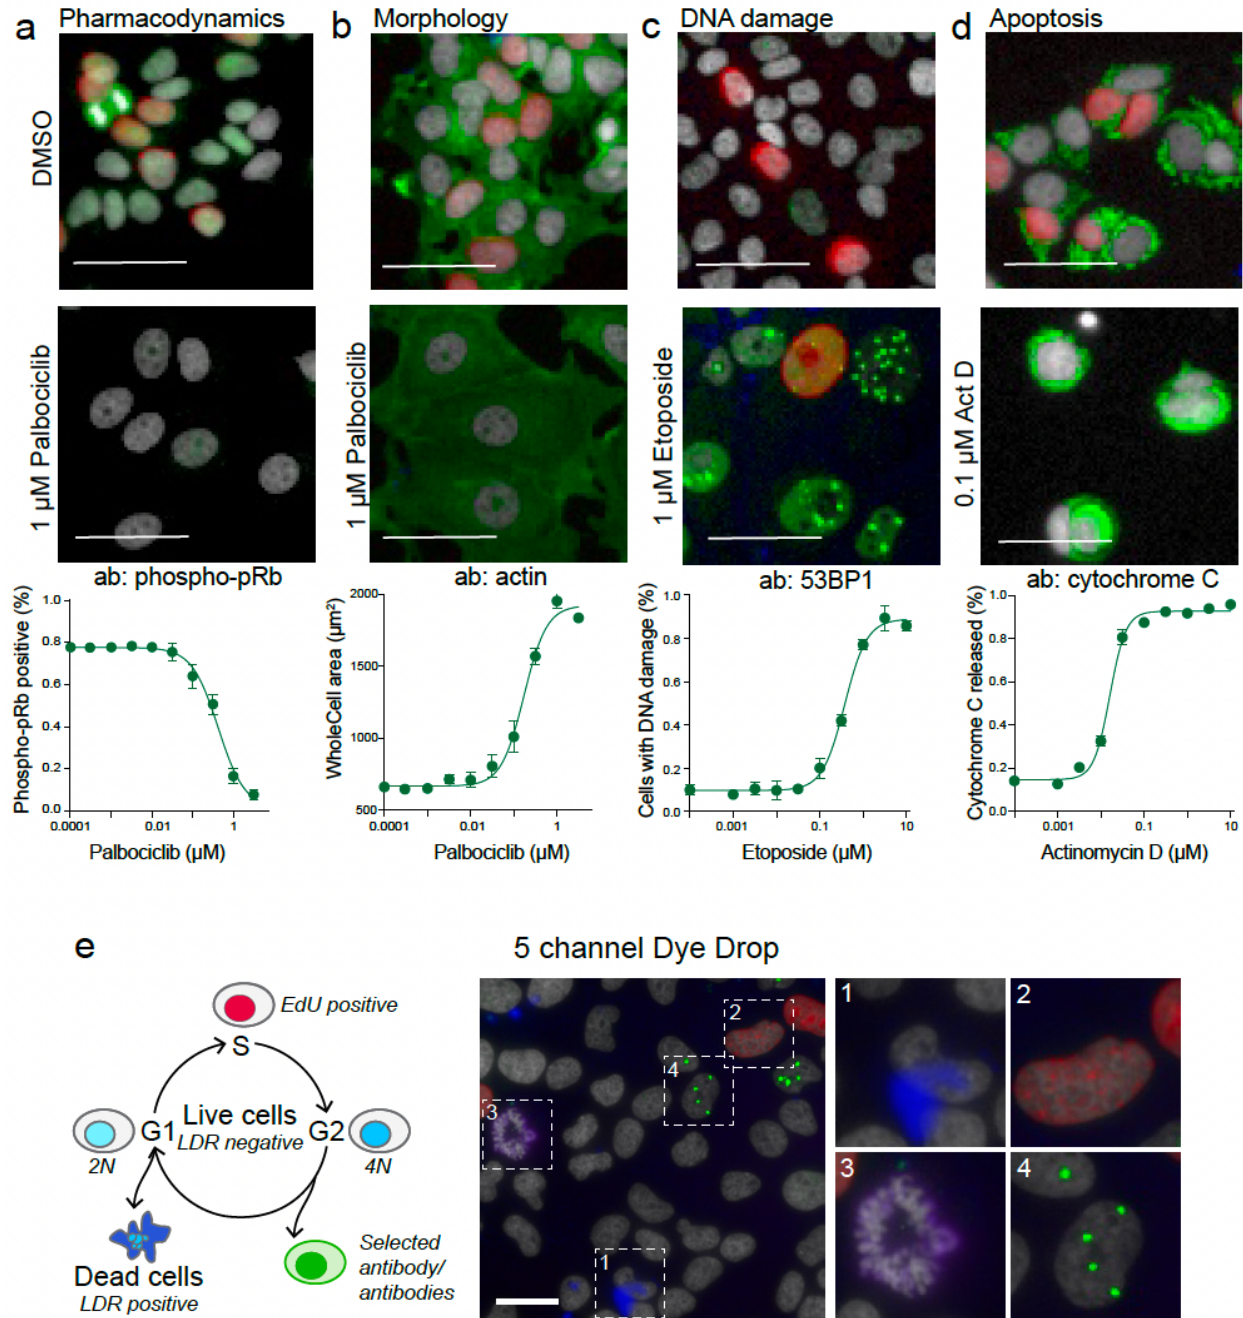 a Pharmacodynamics
b Morphology
c DNA damage
d Apoptosis
DMSO
1 µM Palbociclib
1 µM Palbociclib
1 µM Etoposide
0.1 µM Act D
ab: phospho-pRb
ab: actin
ab: 53BP1
ab: cytochrome C
Phospho-pRb positive (%)
1.0
0.8
0.6
0.4
0.2
0.0
0.0001
0.01
1
Palbociclib (µM)
WholeCell area (µm²)
2000
1500
1000
500
0.0001
0.01
1
Palbociclib (µM)
Cells with DNA damage (%)
1.0
0.8
0.6
0.4
0.2
0.0
0.001
0.1
10
Etoposide (µM)
Cytochrome C released (%)
1.0
0.8
0.6
0.4
0.2
0.0
0.001
0.1
10
Actinomycin D (µM)
e
5 channel Dye Drop
EdU positive
S
G1
Live cells
LDR negative
G2
2N
4N
Dead cells
LDR positive
Selected
antibody/
antibodies
2
4
3
1
1
2
3
4